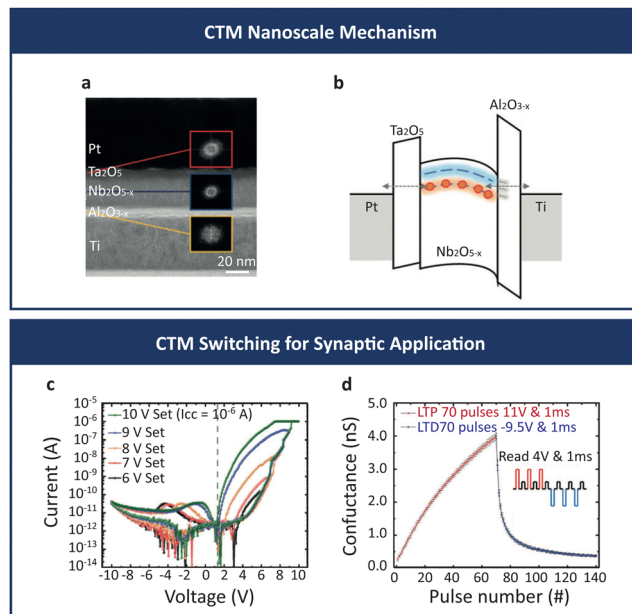 CTM Nanoscale Mechanism
a
Pt
Ta2O5
Nb2O5-x
Al2O3-x
Ti
20 nm
b
Al2O3-x
Ta2O5
Pt
Ti
Nb2O5-x
CTM Switching for Synaptic Application
c
10-5
10-6
10-7
10-8
10-9
10-10
10-11
10-12
10-13
10-14
Current (A)
10 V Set (Icc = 10-6 A)
9 V Set
8 V Set
7 V Set
6 V Set
-10 -8 -6 -4 -2 0 2 4 6 8 10
Voltage (V)
d
5.0
4.0
3.0
2.0
1.0
0.0
Confuctance (nS)
LTP 70 pulses 11V & 1ms
LTD70 pulses -9.5V & 1ms
Read 4V & 1ms
0 20 40 60 80 100 120 140
Pulse number (#)